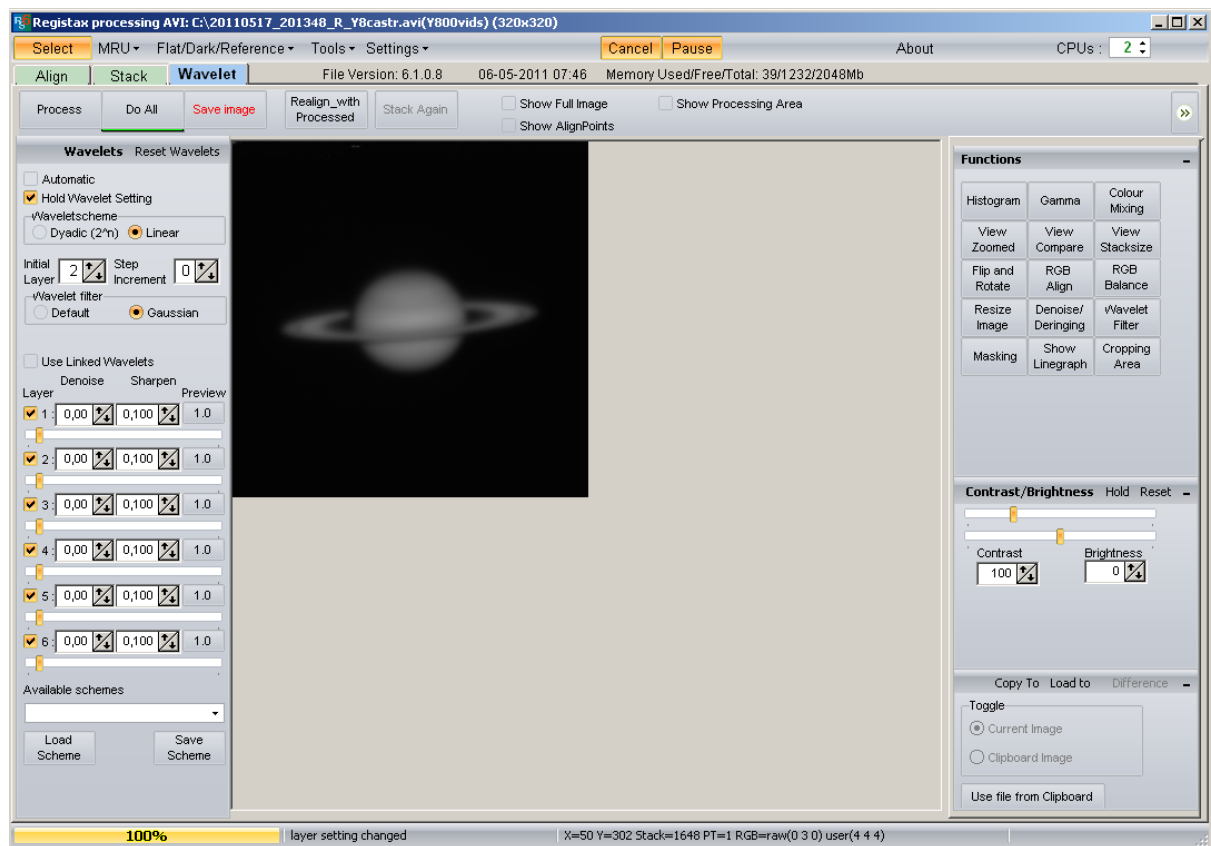 Registax processing AVI: C:\20110517_201348_R_Y8castr.avi(Y800vids) (320x320)
Select MRU Flat/Dark/Reference Tools Settings Cancel Pause About CPUs : 2
Align Stack Wavelet File Version: 6.1.0.8 06-05-2011 07:46 Memory Used/Free/Total: 39/1232/2048Mb
Process Do All Save image Realign_with Processed Stack Again Show Full Image Show Processing Area
Show AlignPoints
Wavelets Reset Wavelets
Automatic
Hold Wavelet Setting
Waveletscheme
Dyadic (2^n) Linear
Initial Layer 2 Step Increment 0
Wavelet filter
Default Gaussian
Use Linked Wavelets
Denoise Sharpen
Layer Preview
1 : 0,00 0,100 1.0
2 : 0,00 0,100 1.0
3 : 0,00 0,100 1.0
4 : 0,00 0,100 1.0
5 : 0,00 0,100 1.0
6 : 0,00 0,100 1.0
Available schemes
Load Scheme Save Scheme
Functions
Histogram Gamma Colour Mixing
View Zoomed View Compare View Stacksize
Flip and Rotate RGB Align RGB Balance
Resize Image Denoise/ Deringing Wavelet Filter
Masking Show Linegraph Cropping Area
Contrast/Brightness Hold Reset
Contrast Brightness
100 0
Copy To Load to Difference
Toggle
Current Image
Clipboard Image
Use file from Clipboard
100% layer setting changed X=50 Y=302 Stack=1648 PT=1 RGB=raw(0 3 0) user(4 4 4)